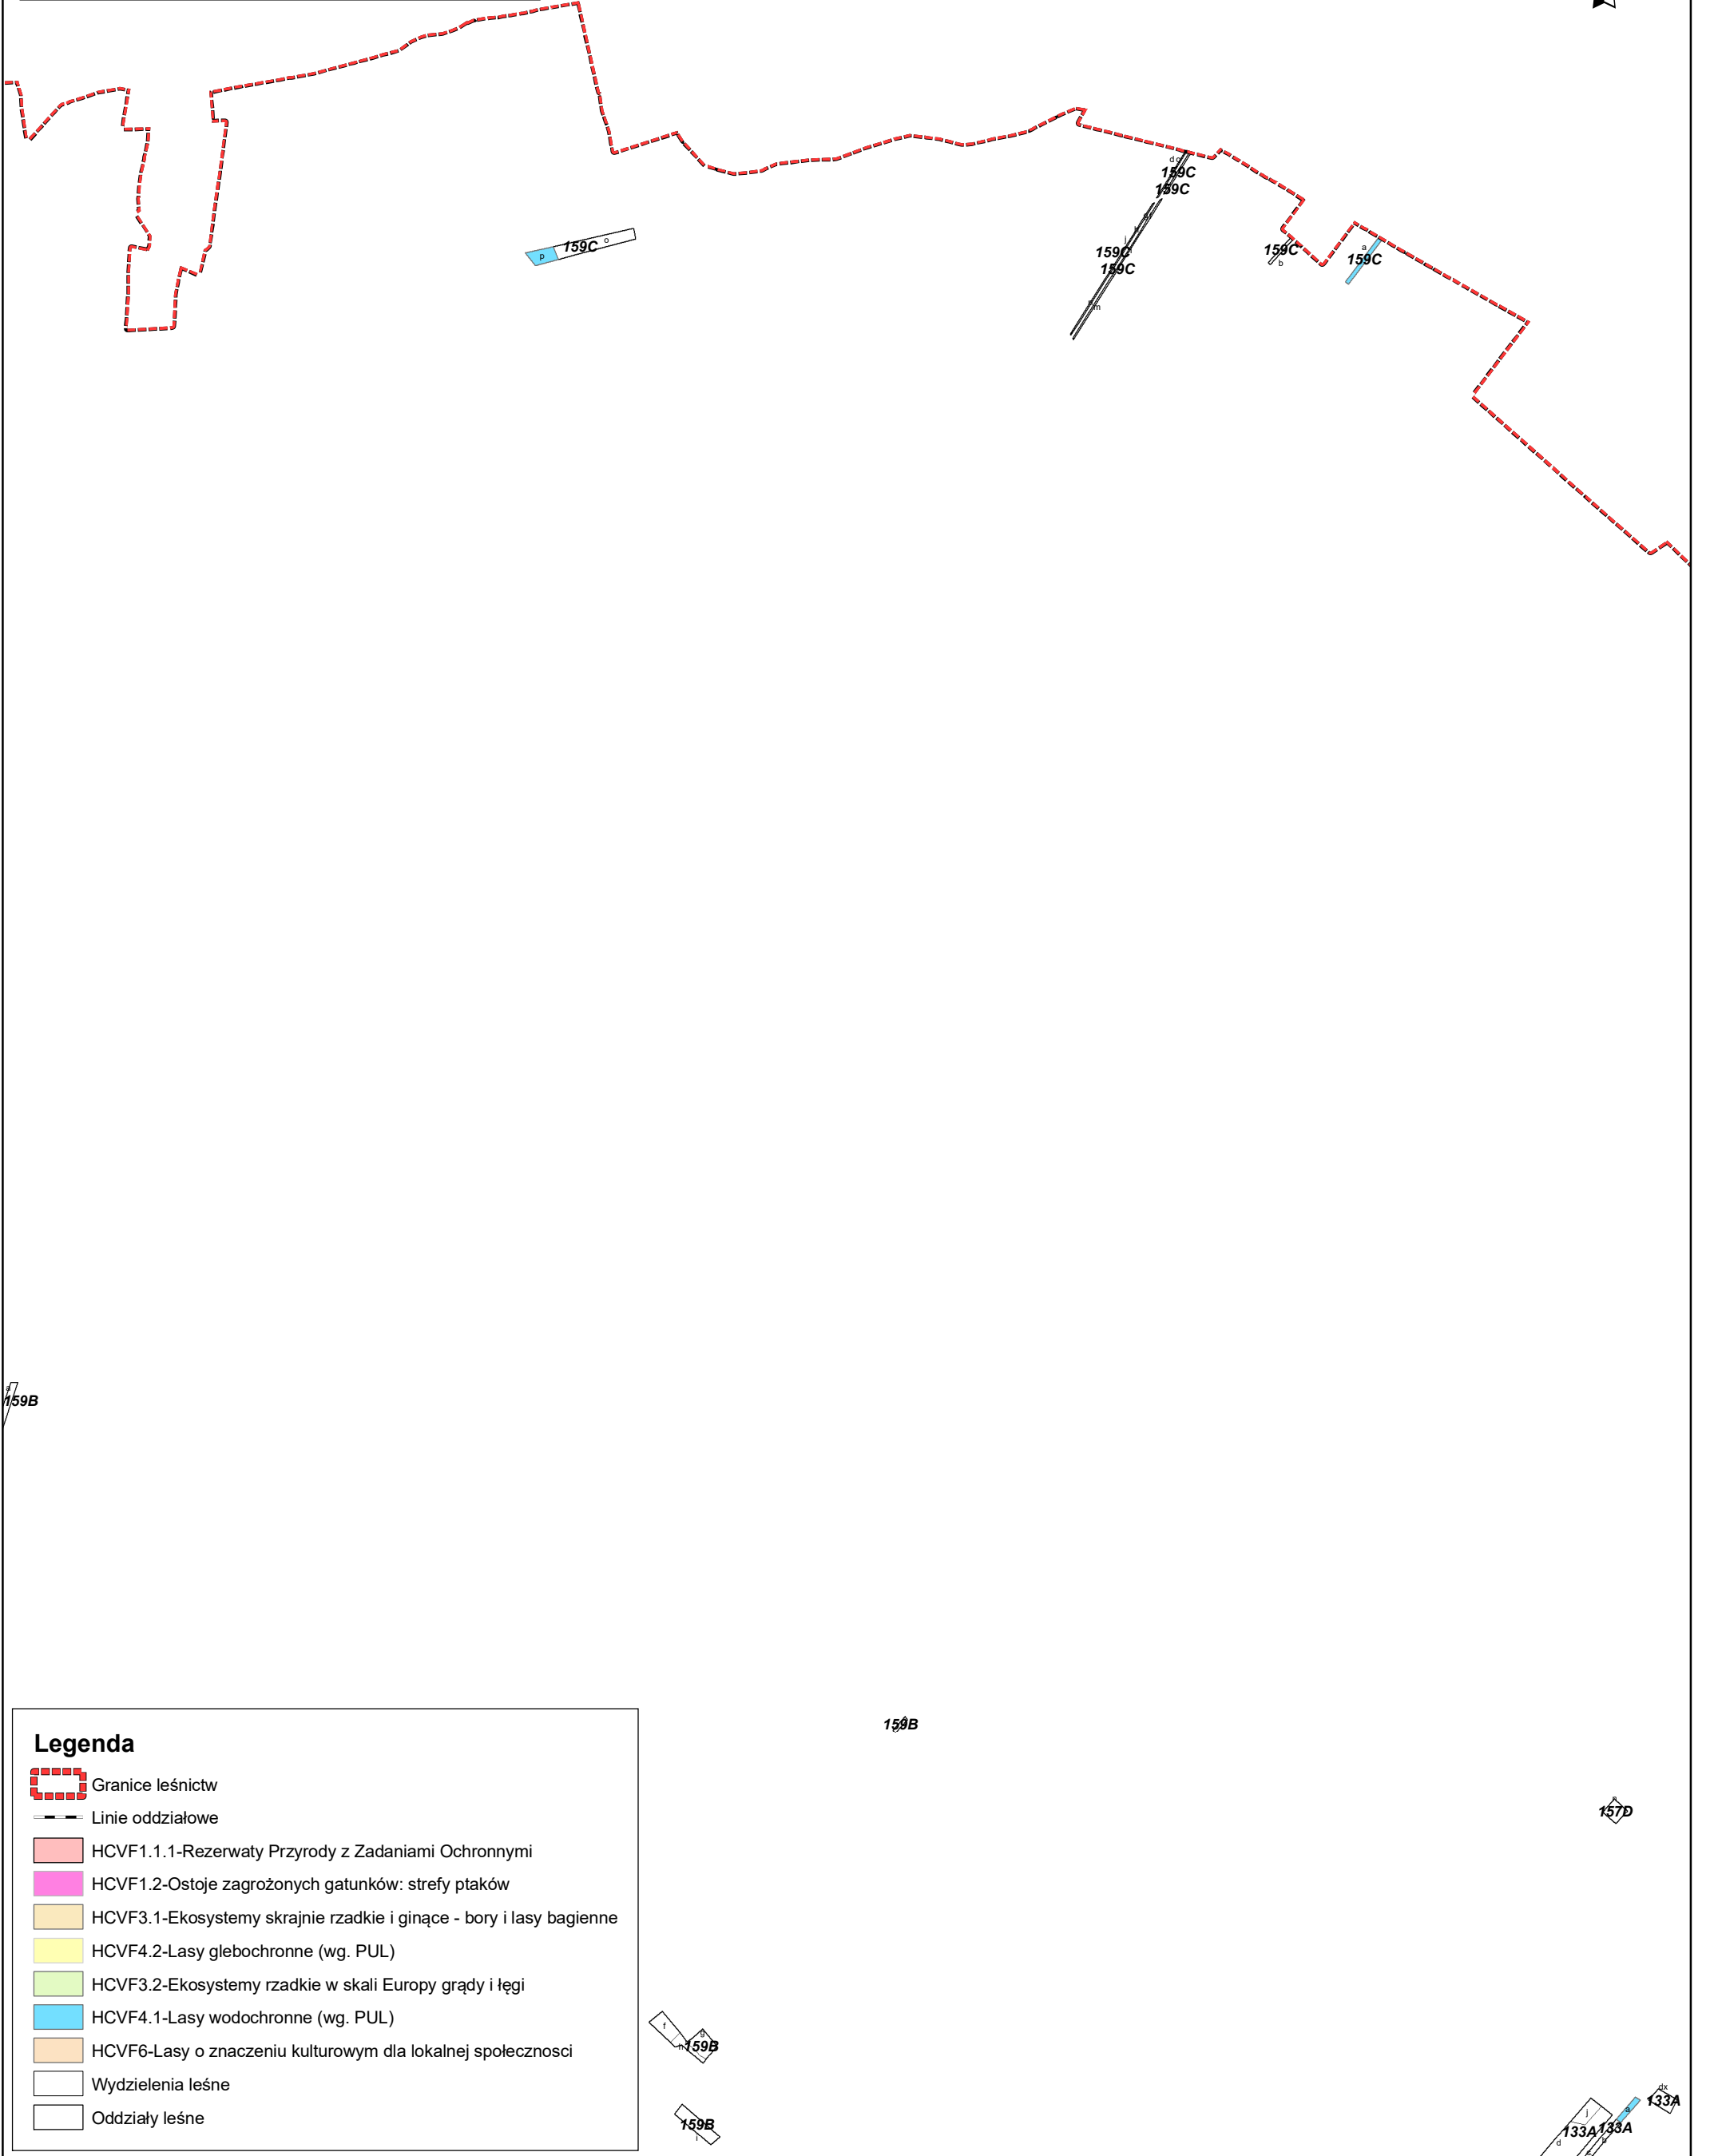 d
159C
159C
g
o
159C
p
j
159C
159C
m
159C
b
a
159C
a
159B
159B
157D
Legenda
Granice leśnictw
Linie oddziałowe
HCVF1.1.1-Rezerwaty Przyrody z Zadaniami Ochronnymi
HCVF1.2-Ostoje zagrożonych gatunków: strefy ptaków
HCVF3.1-Ekosystemy skrajnie rzadkie i ginące - bory i lasy bagienne
HCVF4.2-Lasy glebochronne (wg. PUL)
HCVF3.2-Ekosystemy rzadkie w skali Europy grądy i łęgi
HCVF4.1-Lasy wodochronne (wg. PUL)
HCVF6-Lasy o znaczeniu kulturowym dla lokalnej społecznosci
Wydzielenia leśne
Oddziały leśne
f
g
h
159B
159B
i
dx
133A
j
a
133A
133A
d
b